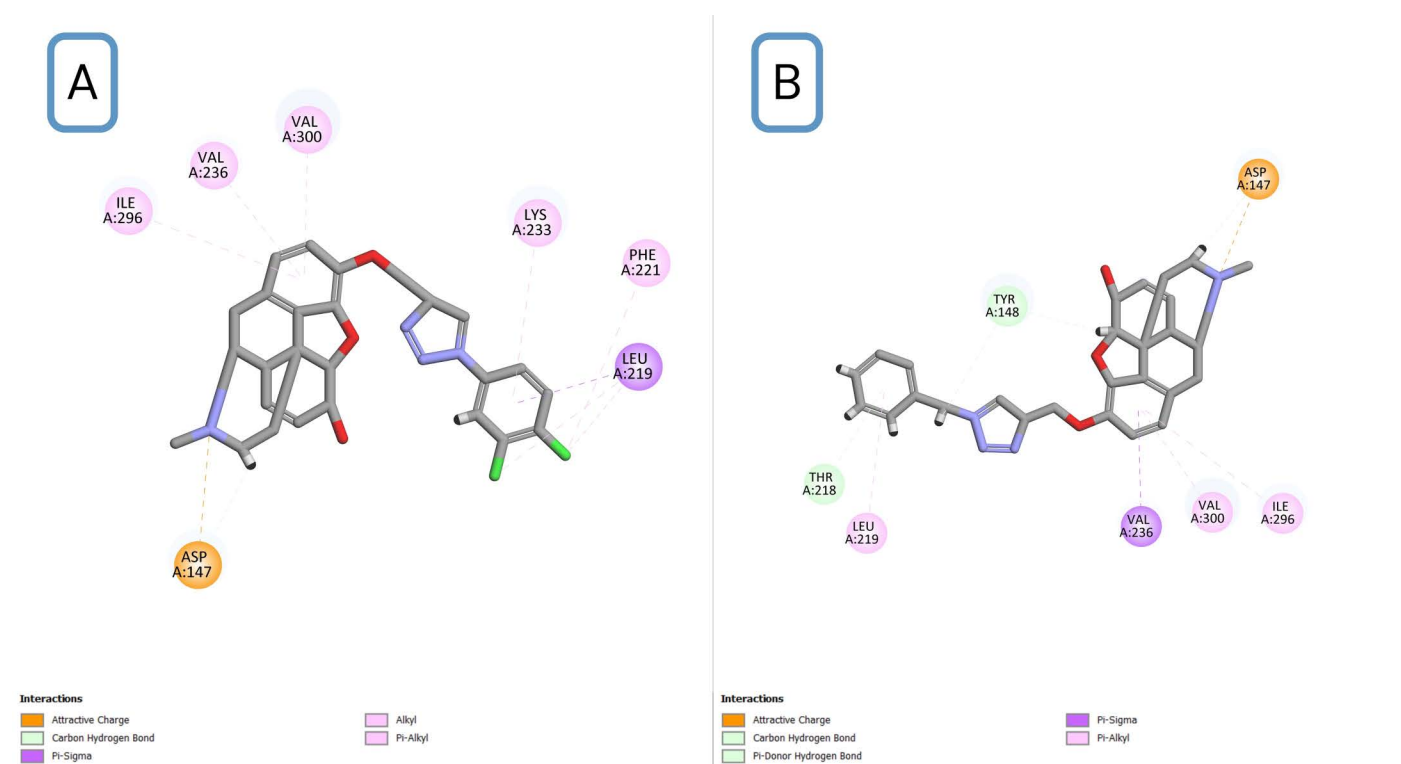 A
VAL
A:300
VAL
A:236
ILE
A:296
LYS
A:233
PHE
A:221
LEU
A:219
ASP
A:147
Interactions
Attractive Charge
Carbon Hydrogen Bond
Pi-Sigma
Alkyl
Pi-Alkyl
B
ASP
A:147
TYR
A:148
THR
A:218
LEU
A:219
VAL
A:236
VAL
A:300
ILE
A:296
Interactions
Attractive Charge
Carbon Hydrogen Bond
Pi-Donor Hydrogen Bond
Pi-Sigma
Pi-Alkyl